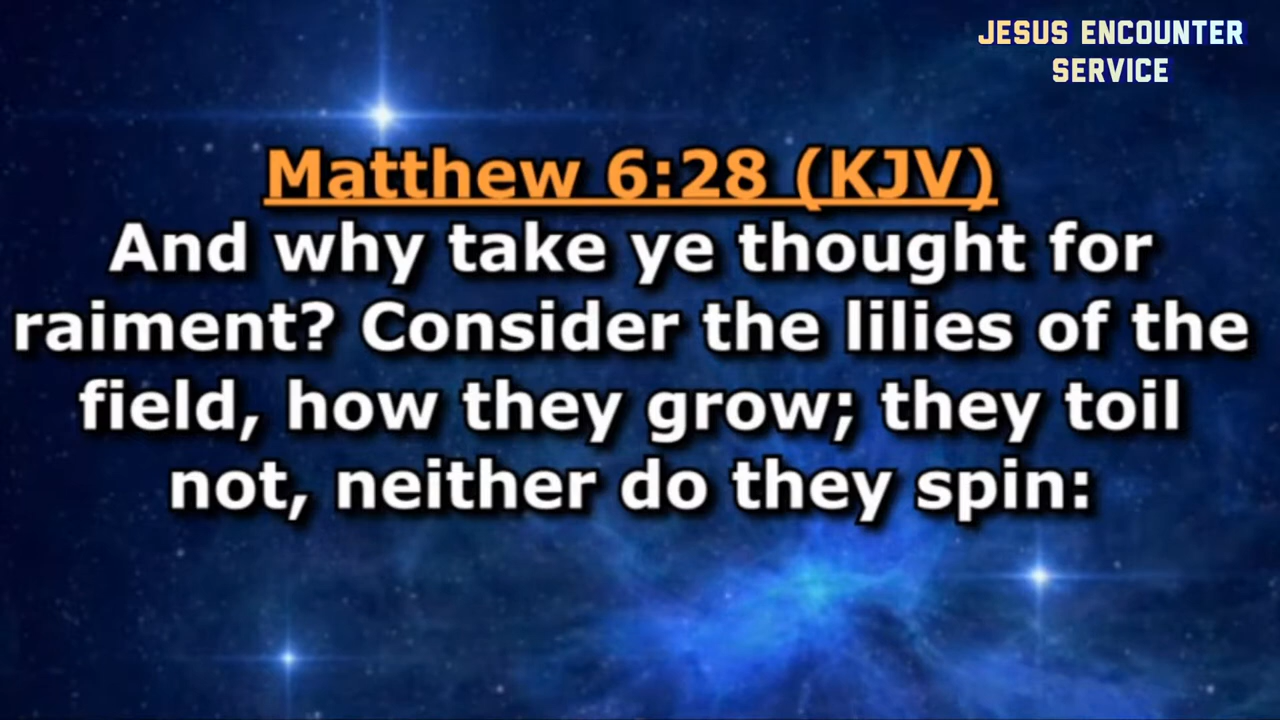 JESUS ENCOUNTER
SERVICE
Matthew 6:28 (KJV)
And why take ye thought for
raiment? Consider the lilies of the
field, how they grow; they toil
not, neither do they spin: